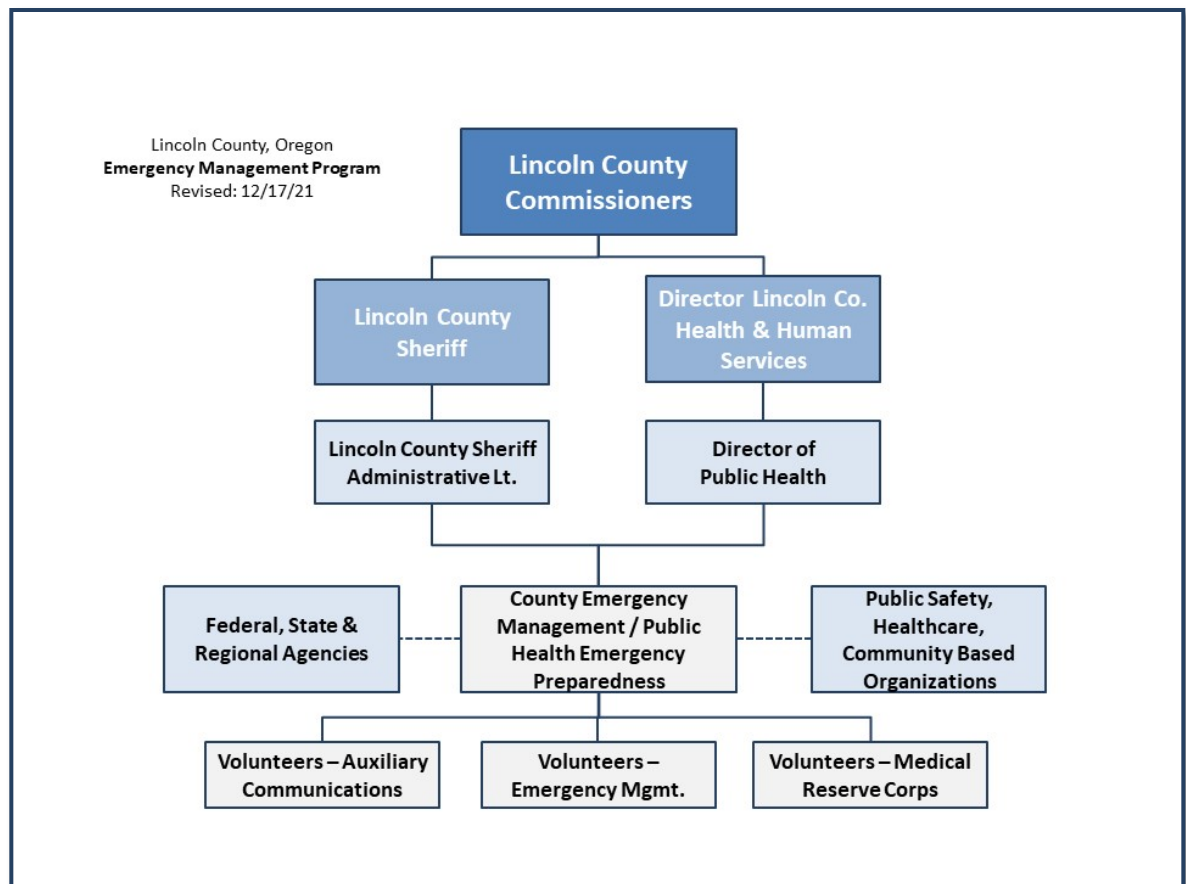 Lincoln County, Oregon
Emergency Management Program
Revised: 12/17/21
Lincoln County
Commissioners
Lincoln County
Sheriff
Director Lincoln Co.
Health & Human
Services
Lincoln County Sheriff
Administrative Lt.
Director of
Public Health
Federal, State &
Regional Agencies
County Emergency
Management / Public
Health Emergency
Preparedness
Public Safety,
Healthcare,
Community Based
Organizations
Volunteers – Auxiliary
Communications
Volunteers –
Emergency Mgmt.
Volunteers – Medical
Reserve Corps